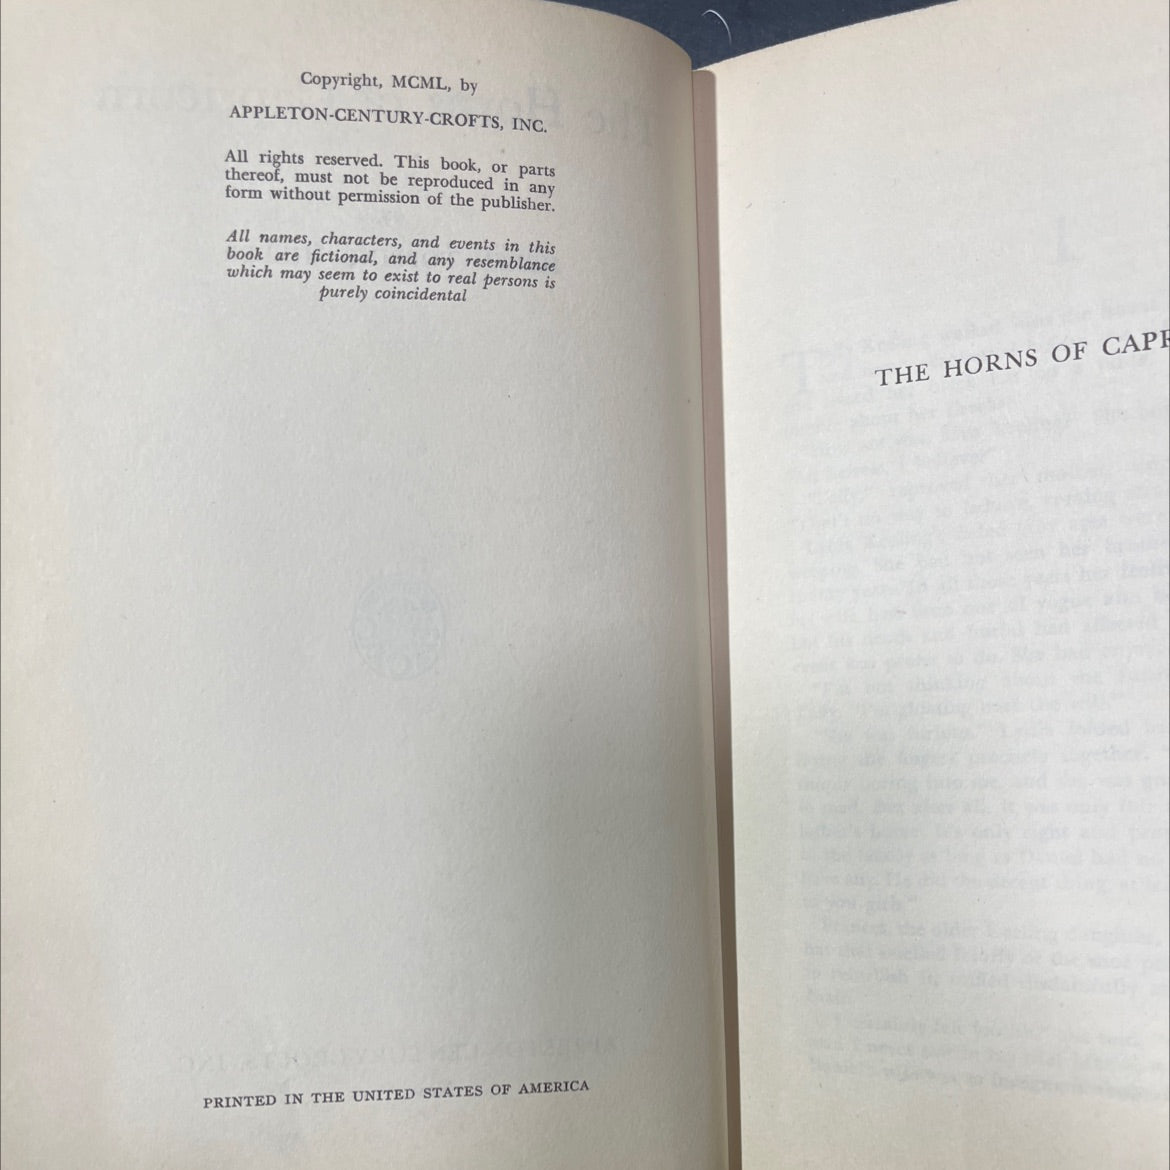 Copyright, MCML, by
APPLETON-CENTURY-CROFTS, INC.
All rights reserved. This book, or parts
thereof, must not be reproduced in any
form without permission of the publisher.
All names, characters, and events in this
book are fictional, and any resemblance
which may seem to exist to real persons is
purely coincidental
PRINTED IN THE UNITED STATES OF AMERICA
THE HORNS OF CAPR